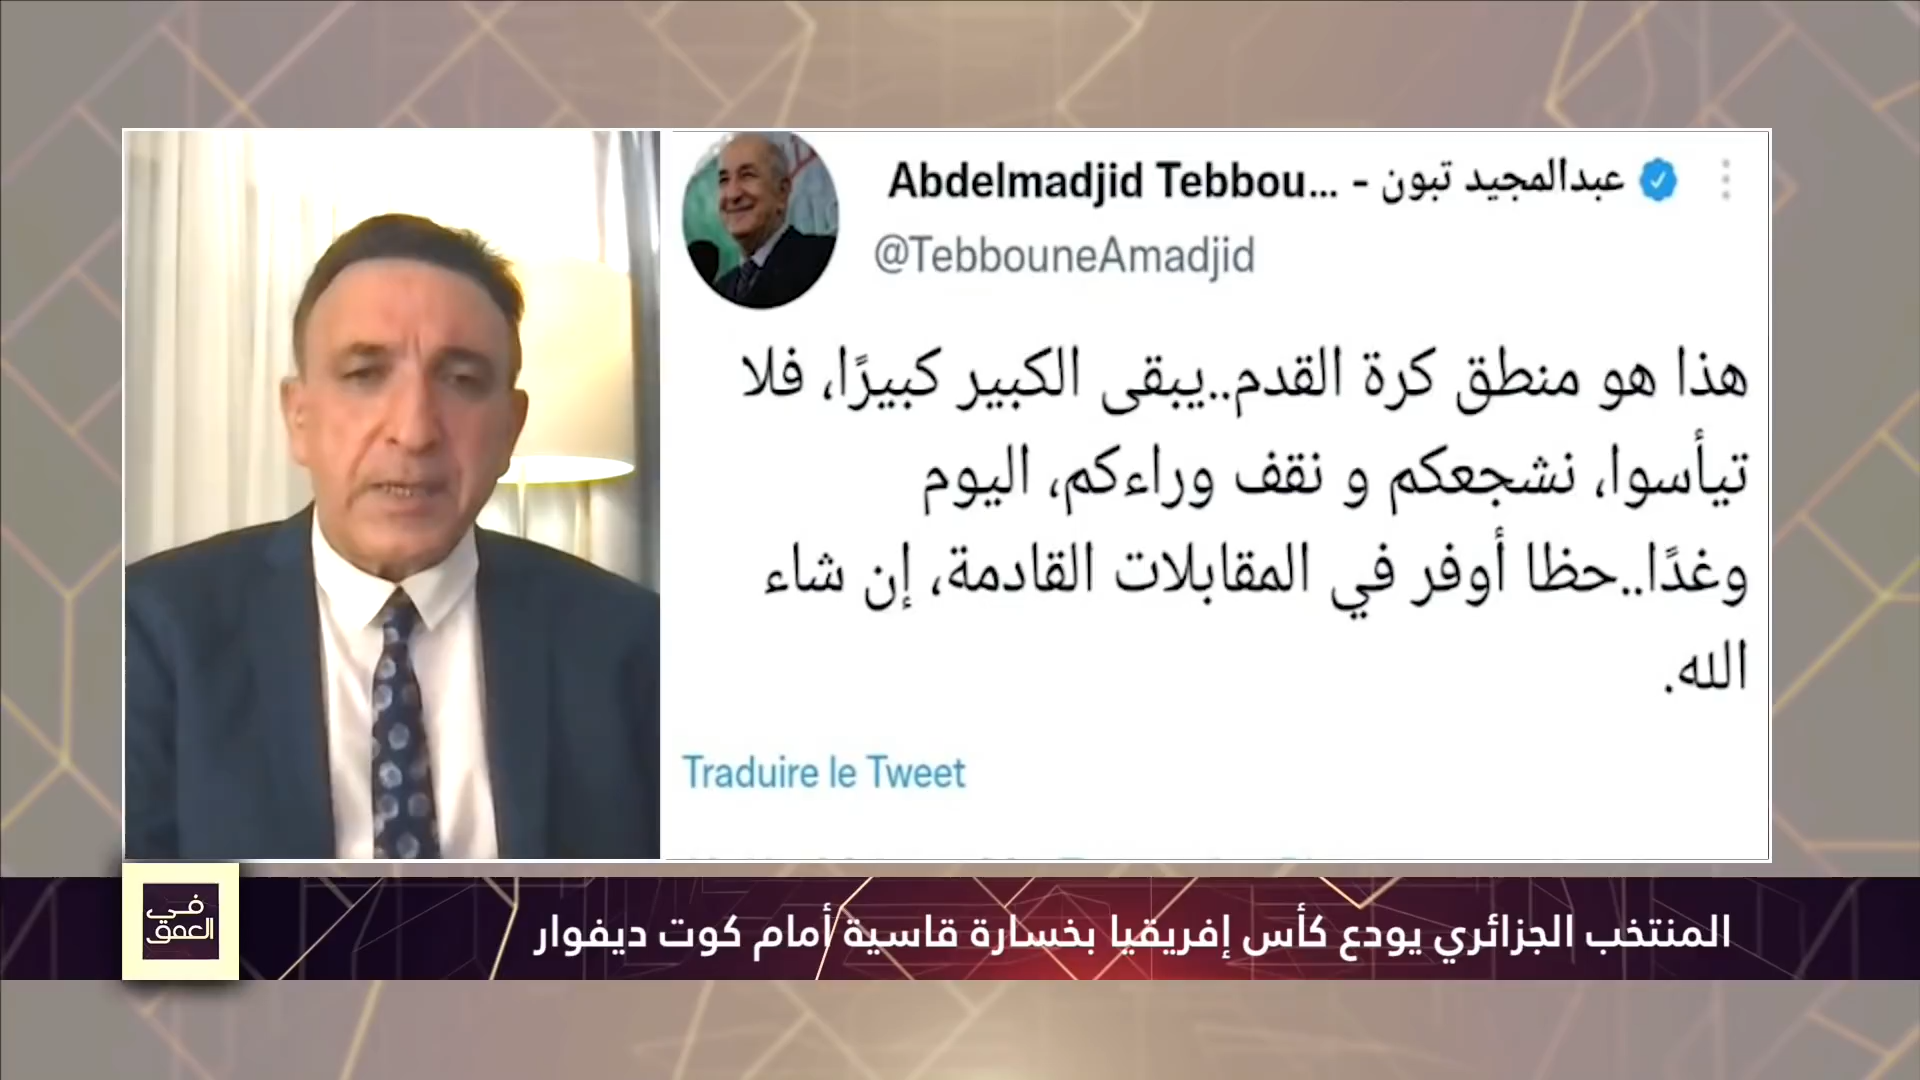 Abdelmadjid Tebbou... - عبدالمجيد تبون
@TebbouneAmadjid
هذا هو منطق كرة القدم..يبقى الكبير كبيرًا، فلا
تيأسوا، نشجعكم و نقف وراءكم، اليوم
وغدًا..حظا أوفر في المقابلات القادمة، إن شاء
الله.
Traduire le Tweet
المنتخب الجزائري يودع كأس إفريقيا بخسارة قاسية أمام كوت ديفوار
في
العمق